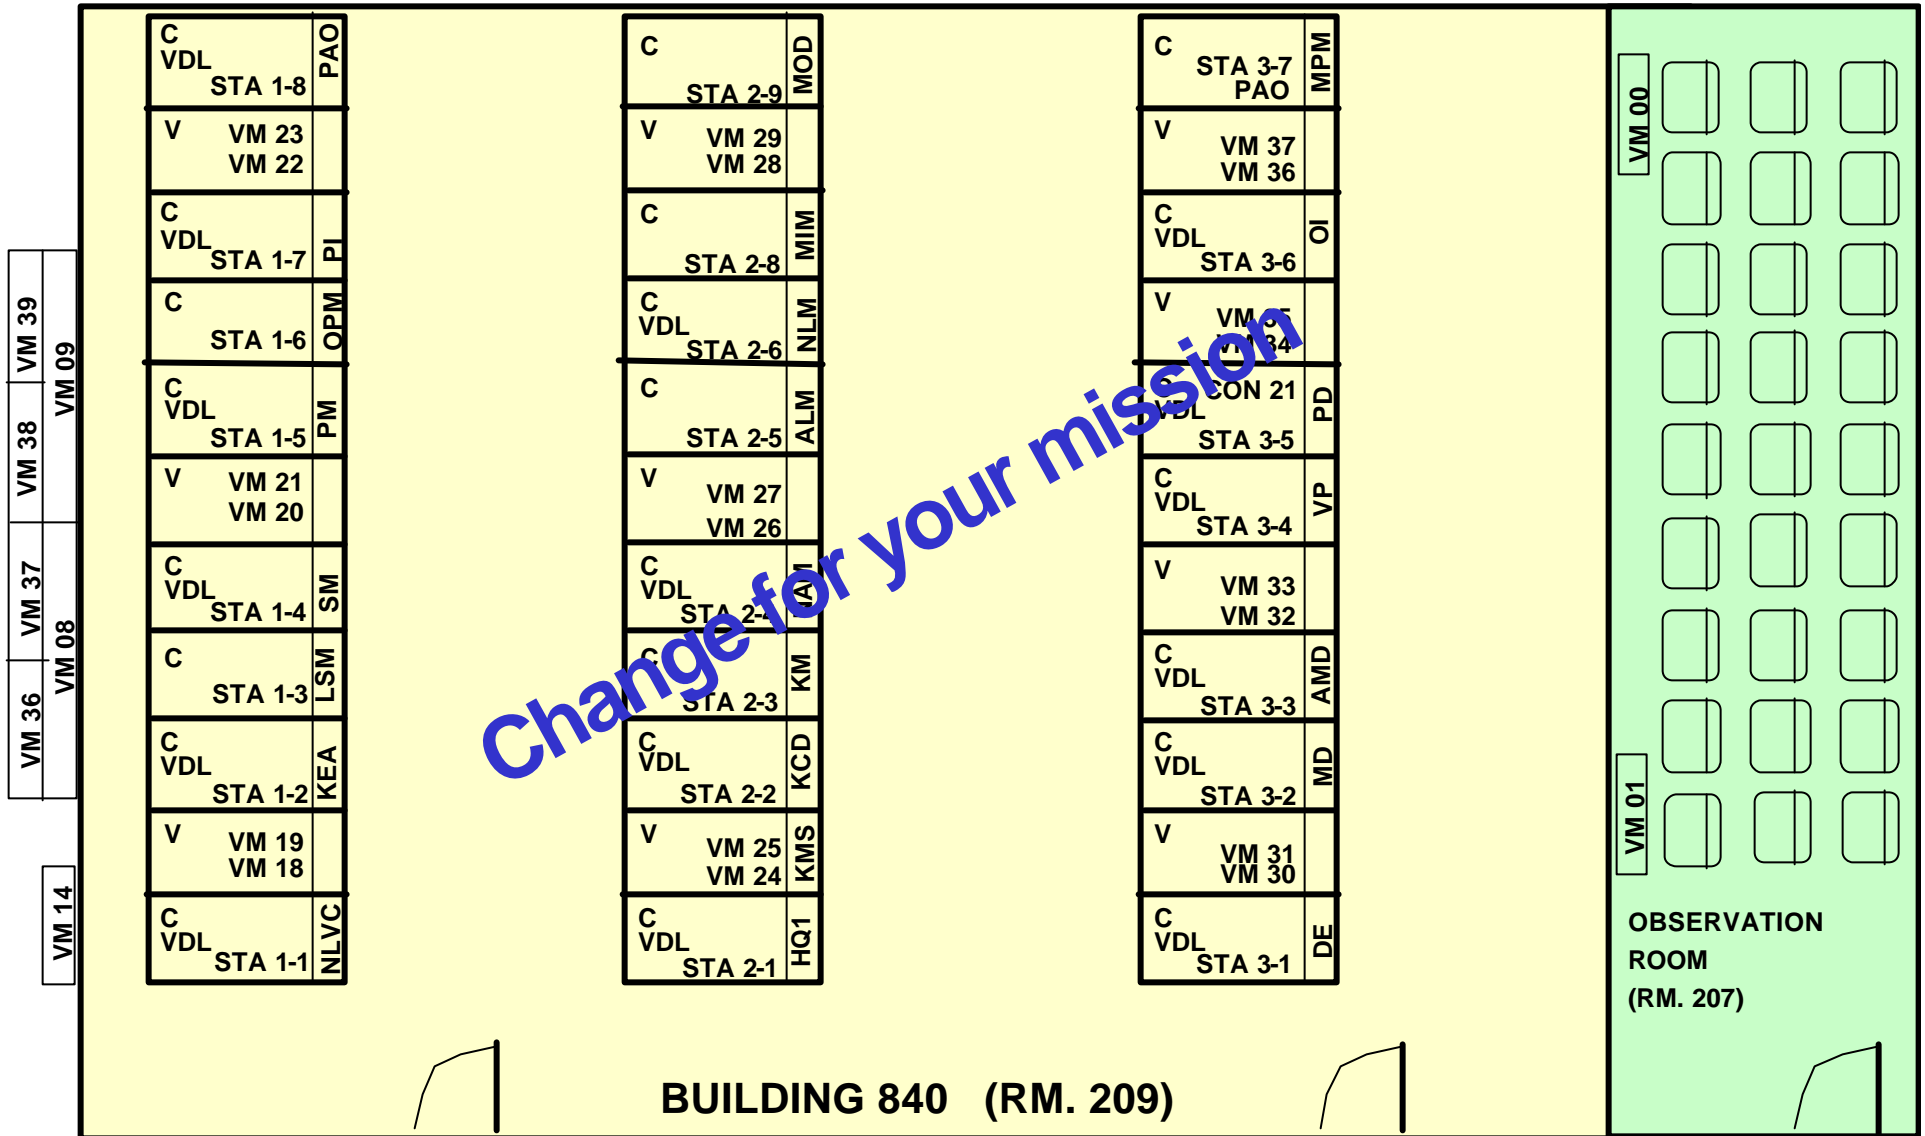 VM 39
VM 38
VM 37
VM 36
VM 09
VM 08
VM 14
C
VDL
STA 1-8
PAO
V
VM 23
VM 22
C
VDL
STA 1-7
PI
C
STA 1-6
OPM
C
VDL
STA 1-5
PM
V
VM 21
VM 20
C
VDL
STA 1-4
SM
C
STA 1-3
LSM
C
VDL
STA 1-2
KEA
V
VM 19
VM 18
C
VDL
STA 1-1
NLVC
C
STA 2-9
MOD
V
VM 29
VM 28
C
STA 2-8
MIM
C
VDL
STA 2-6
NLM
C
STA 2-5
ALM
V
VM 27
VM 26
C
VDL
STA 2-4
C
STA 2-3
KM
C
VDL
STA 2-2
KCD
V
VM 25
VM 24
KMS
C
VDL
STA 2-1
HQ1
C
STA 3-7
PAO
MPM
V
VM 37
VM 36
C
VDL
STA 3-6
OI
V
VM 35
VM 34
C
CON 21
VDL
STA 3-5
PD
C
VDL
STA 3-4
VP
V
VM 33
VM 32
C
VDL
STA 3-3
AMD
C
VDL
STA 3-2
MD
V
VM 31
VM 30
C
VDL
STA 3-1
DE
Change for your mission
VM 00
VM 01
OBSERVATION
ROOM
(RM. 207)
BUILDING 840 (RM. 209)